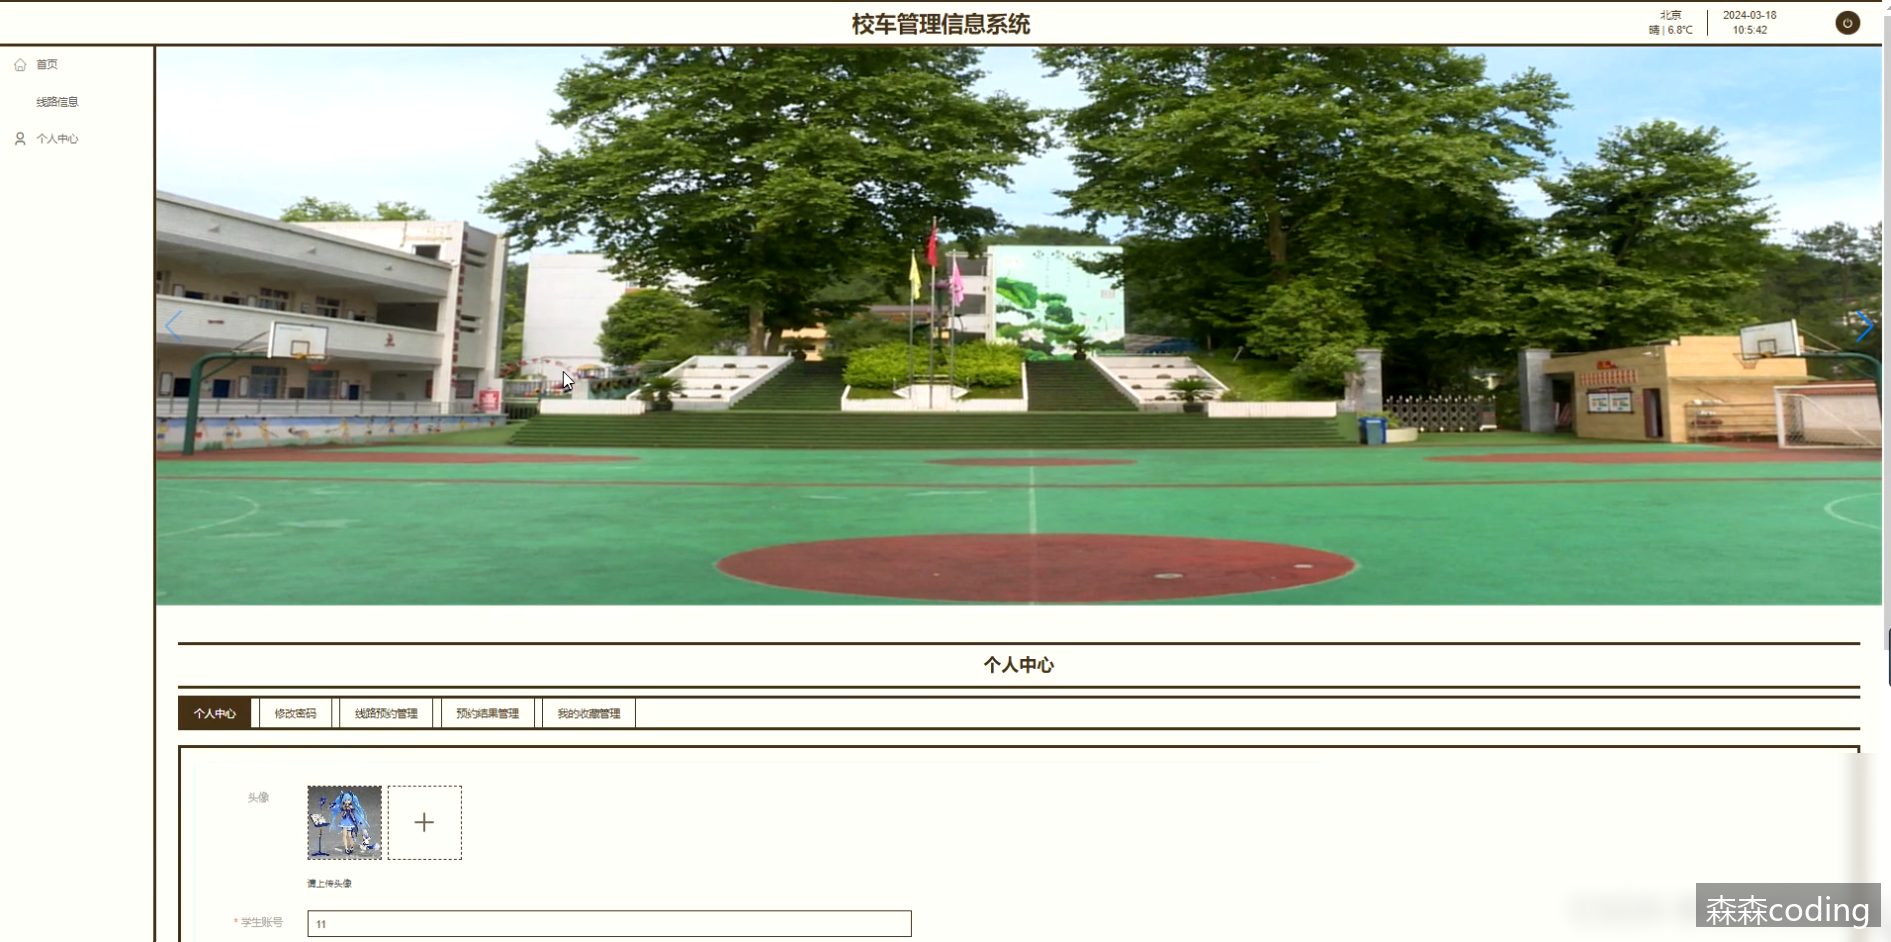 校车管理信息系统
北京
晴 | 6.8℃
2024-03-18
10:5:42
首页
线路信息
个人中心
个人中心
个人中心
修改密码
线路预约管理
预约结果管理
我的收藏管理
头像
请上传头像
* 学生账号
11
森森coding